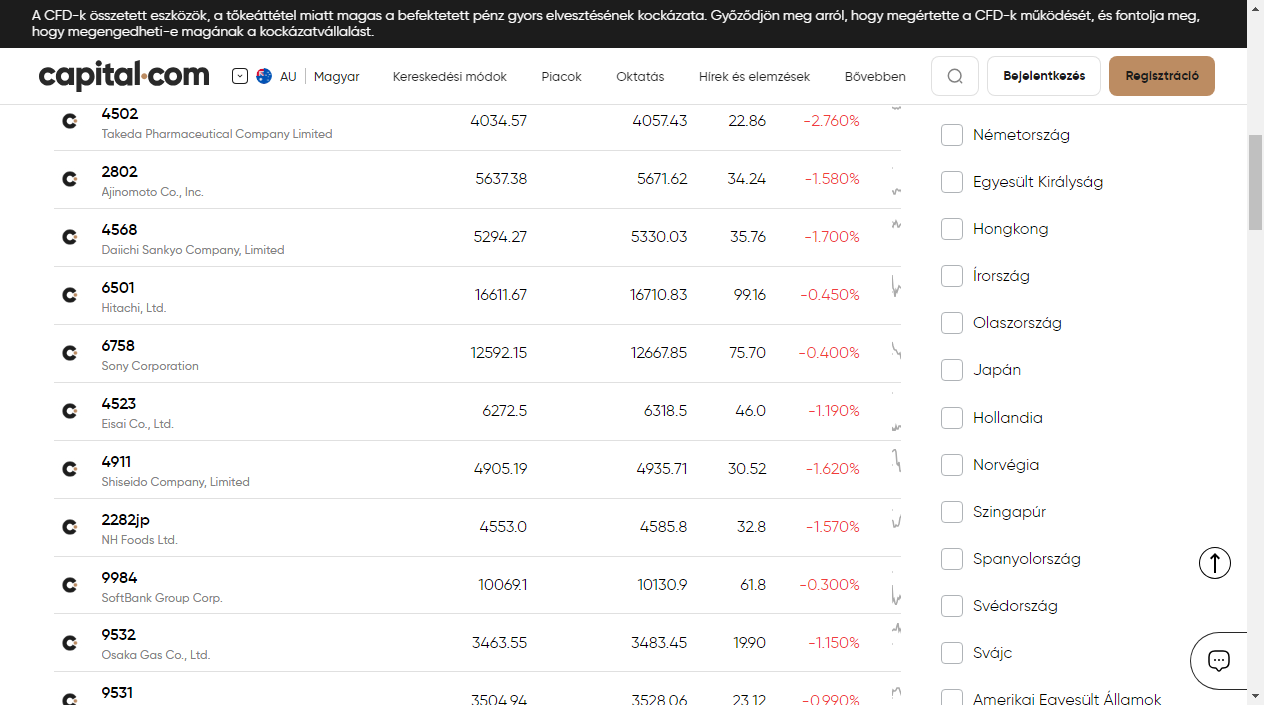 A CFD-k összetett eszközök, a tőkeáttétel miatt magas a befektetett pénz gyors elvesztésének kockázata. Győződjön meg arról, hogy megértette a CFD-k működését, és fontolja meg,
hogy megengedheti-e magának a kockázatvállalást.
capital.com AU Magyar Kereskedési módok Piacok Oktatás Hírek és elemzések Bővebben Bejelentkezés Regisztráció
4502 4034.57 4057.43 22.86 -2.760%
Takeda Pharmaceutical Company Limited
Németország
2802 5637.38 5671.62 34.24 -1.580%
Ajinomoto Co., Inc.
Egyesült Királyság
4568 5294.27 5330.03 35.76 -1.700%
Daiichi Sankyo Company, Limited
Hongkong
6501 16611.67 16710.83 99.16 -0.450%
Hitachi, Ltd.
Írország
Olaszország
6758 12592.15 12667.85 75.70 -0.400%
Sony Corporation
Japán
4523 6272.5 6318.5 46.0 -1.190%
Eisai Co., Ltd.
Hollandia
4911 4905.19 4935.71 30.52 -1.620%
Shiseido Company, Limited
Norvégia
2282jp 4553.0 4585.8 32.8 -1.570%
NH Foods Ltd.
Szingapúr
Spanyolország
9984 10069.1 10130.9 61.8 -0.300%
SoftBank Group Corp.
Svédország
9532 3463.55 3483.45 19.90 -1.150%
Osaka Gas Co., Ltd.
Svájc
9531 3504.94 3528.06 23.12 -0.990%
Amerikai Egyesült Államok